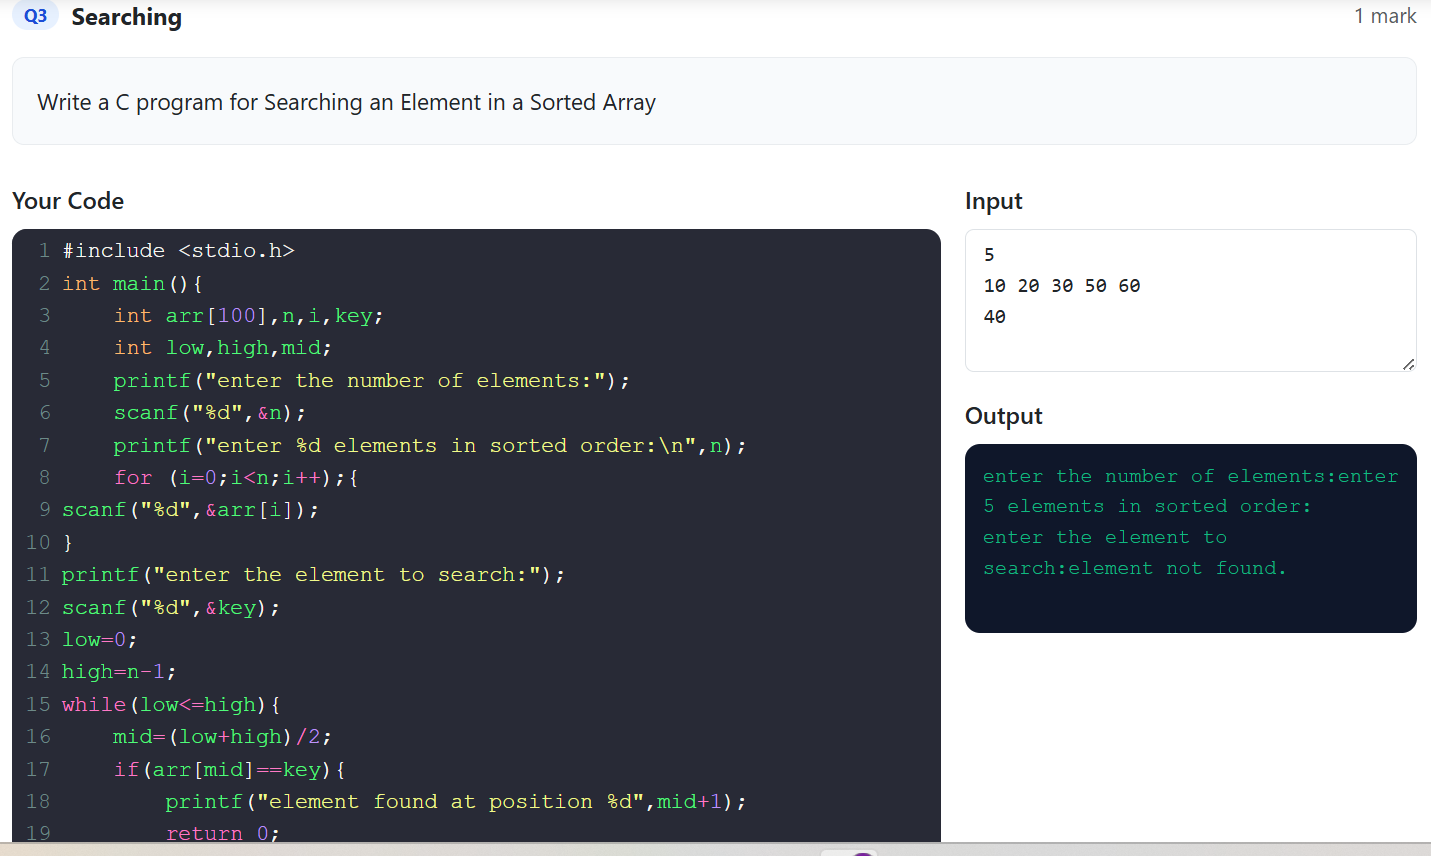 Q3 Searching 1 mark
Write a C program for Searching an Element in a Sorted Array
Your Code
1 #include <stdio.h>
2 int main(){
3     int arr[100],n,i,key;
4     int low,high,mid;
5     printf("enter the number of elements:");
6     scanf("%d",&n);
7     printf("enter %d elements in sorted order:\n",n);
8     for (i=0;i<n;i++);{
9 scanf("%d",&arr[i]);
10 }
11 printf("enter the element to search:");
12 scanf("%d",&key);
13 low=0;
14 high=n-1;
15 while(low<=high){
16     mid=(low+high)/2;
17     if(arr[mid]==key){
18         printf("element found at position %d",mid+1);
19         return 0;
Input
5
10 20 30 50 60
40
Output
enter the number of elements:enter
5 elements in sorted order:
enter the element to
search:element not found.